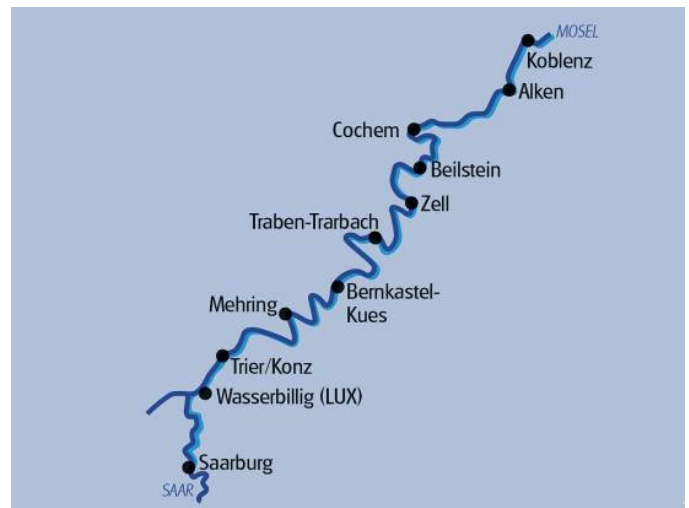 MOSEL
Koblenz
Alken
Cochem
Beilstein
Zell
Traben-Trarbach
Bernkastel-
Kues
Mehring
Trier/Konz
Wasserbillig (LUX)
Saarburg
SAAR